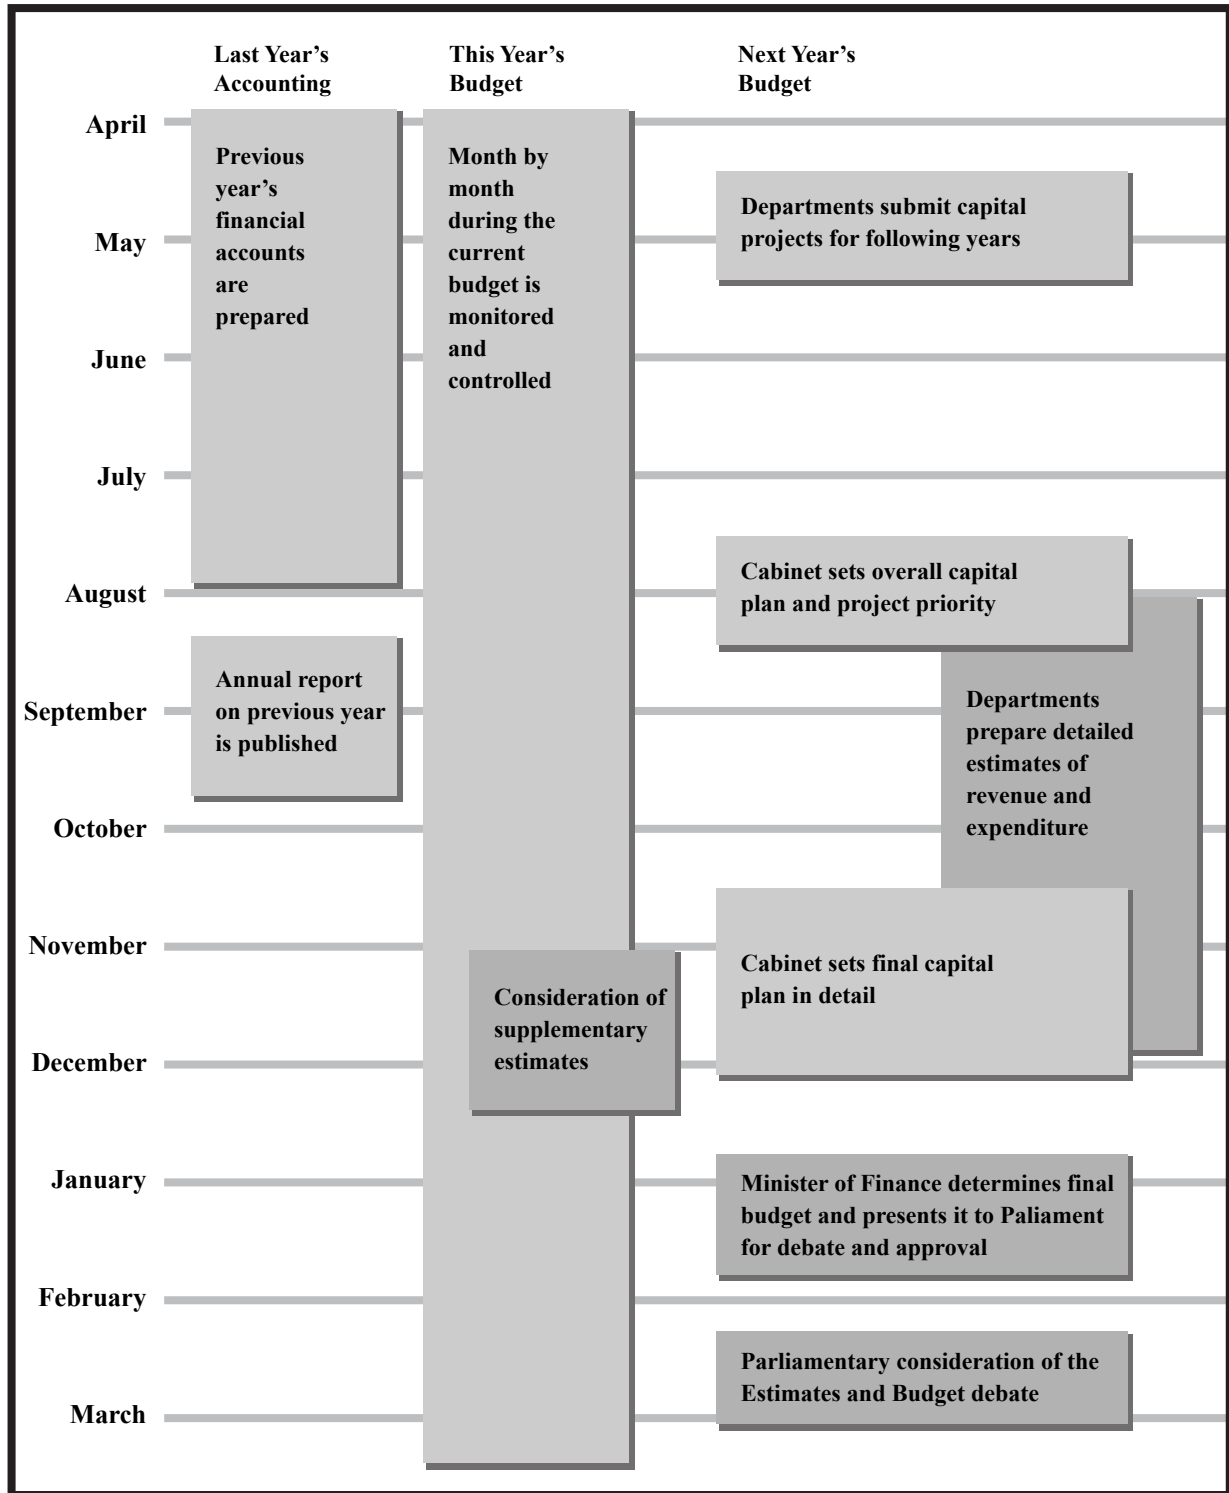 Last Year’s
Accounting
This Year’s
Budget
Next Year’s
Budget
April
Previous
year’s
financial
accounts
are
prepared
Month by
month
during the
current
budget is
monitored
and
controlled
Departments submit capital
projects for following years
May
June
July
Cabinet sets overall capital
plan and project priority
August
Annual report
on previous year
is published
Departments
prepare detailed
estimates of
revenue and
expenditure
September
October
November
Consideration of
supplementary
estimates
Cabinet sets final capital
plan in detail
December
January
Minister of Finance determines final
budget and presents it to Paliament
for debate and approval
February
Parliamentary consideration of the
Estimates and Budget debate
March